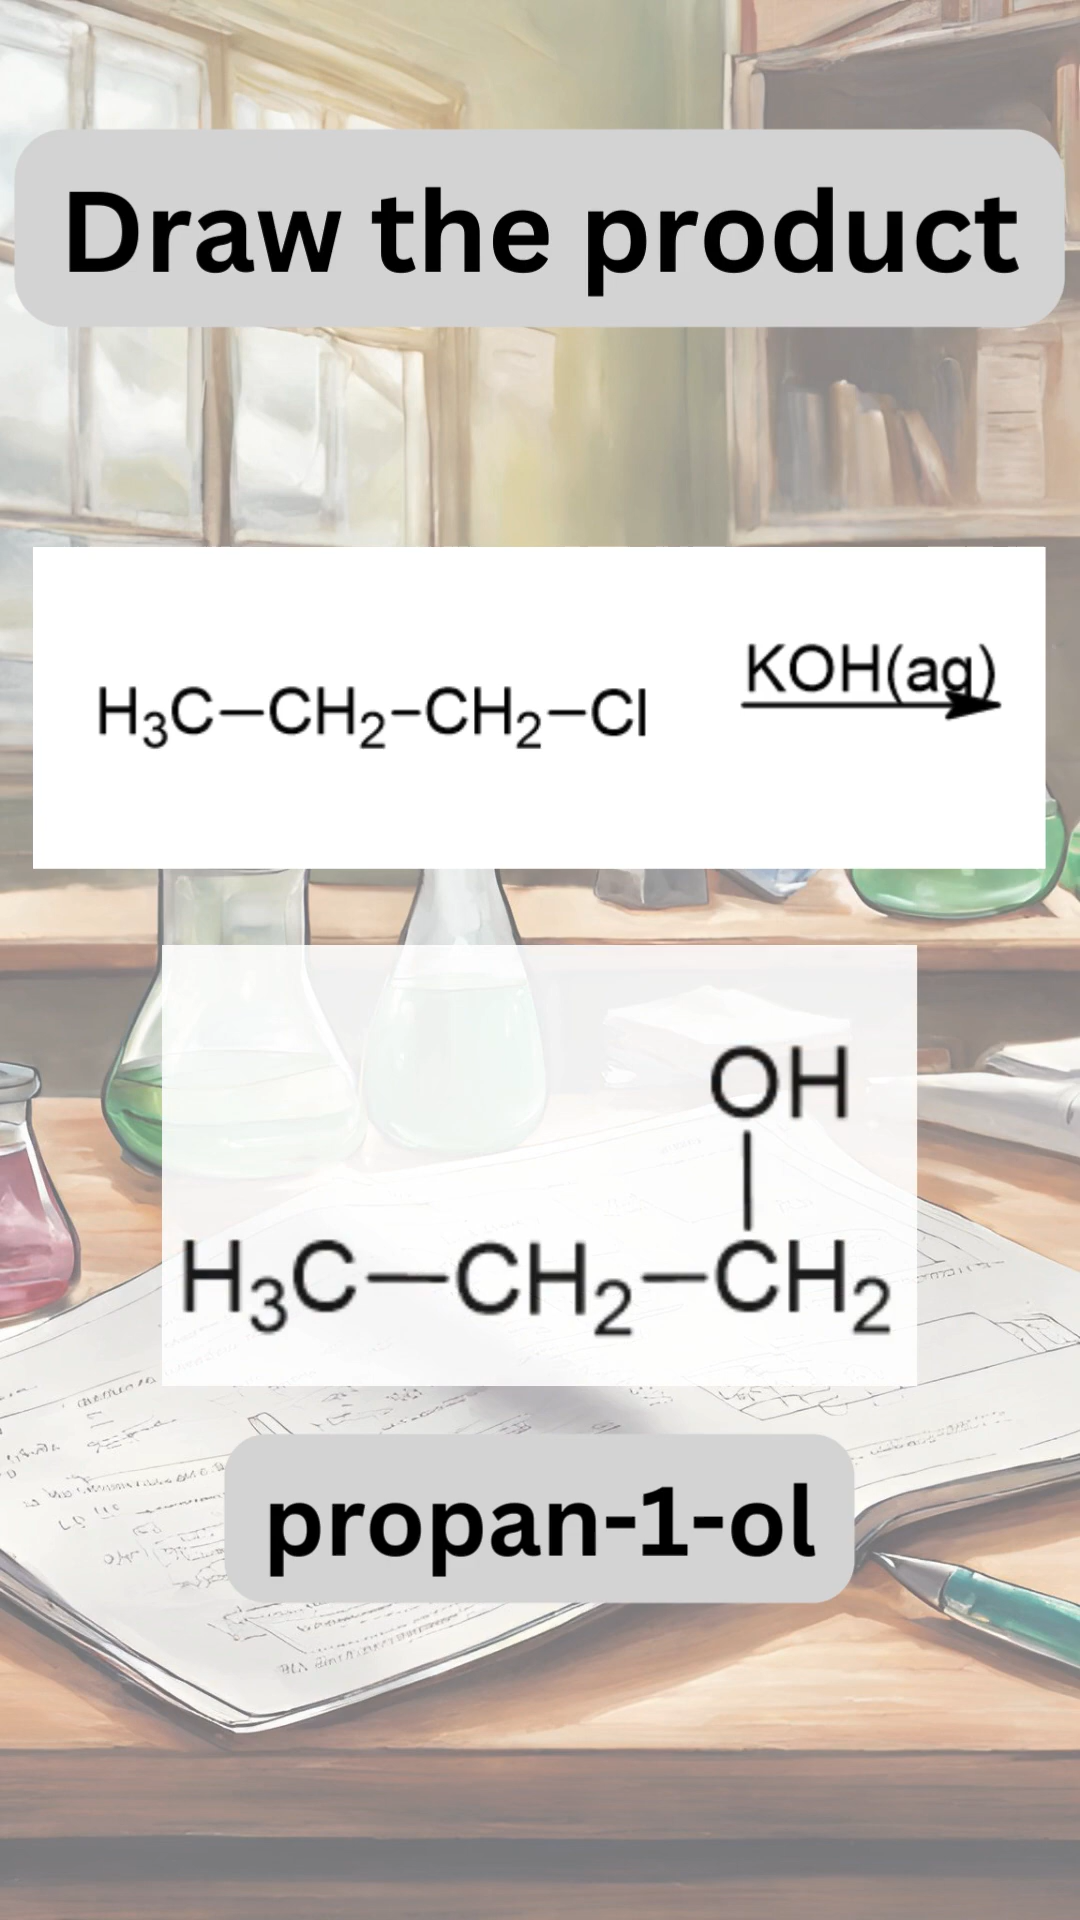 Draw the product
H₃C–CH₂–CH₂–Cl
KOH(aq)
OH
H₃C–CH₂–CH₂
propan-1-ol